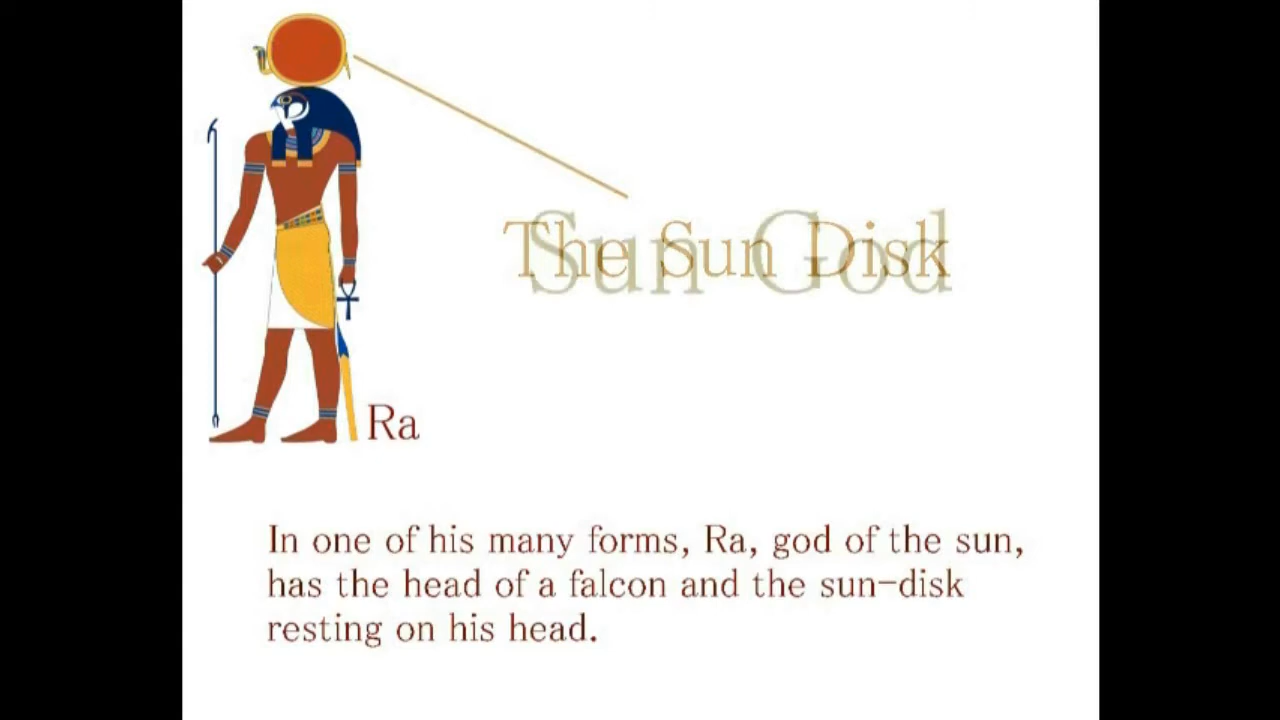 The Sun Disk
Sun God
Ra
In one of his many forms, Ra, god of the sun,
has the head of a falcon and the sun-disk
resting on his head.